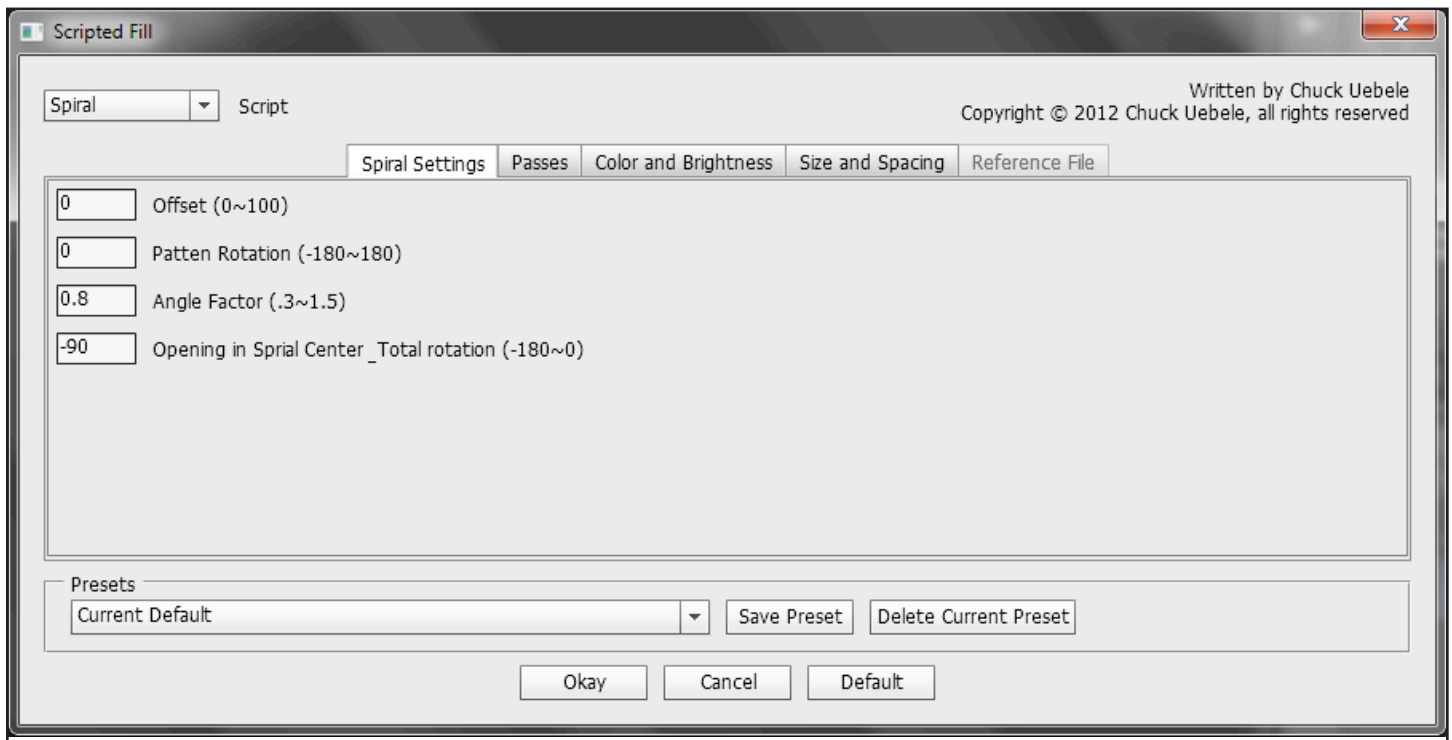 Scripted Fill
X
Spiral Script
Written by Chuck Uebele
Copyright © 2012 Chuck Uebele, all rights reserved
Spiral Settings Passes Color and Brightness Size and Spacing Reference File
0 Offset (0~100)
0 Patten Rotation (-180~180)
0.8 Angle Factor (.3~1.5)
-90 Opening in Sprial Center _Total rotation (-180~0)
Presets
Current Default Save Preset Delete Current Preset
Okay Cancel Default